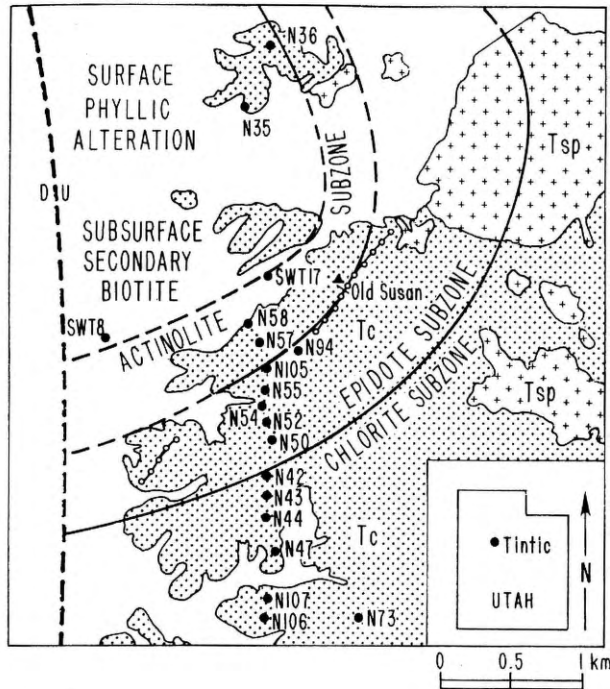 N36
SURFACE
PHYLLIC
ALTERATION
N35
Tsp
SUBZONE
SUBSURFACE
SECONDARY
BIOTITE
SWT17
Old Susan
SWT8
ACTINOLITE
N58
N57
Tc
N94
N105
N55
EPIDOTE SUBZONE
CHLORITE SUBZONE
Tsp
N54
N52
N50
N42
N43
N44
Tc
N47
N107
N106
N73
Tintic
UTAH
N
0 0.5 1 km